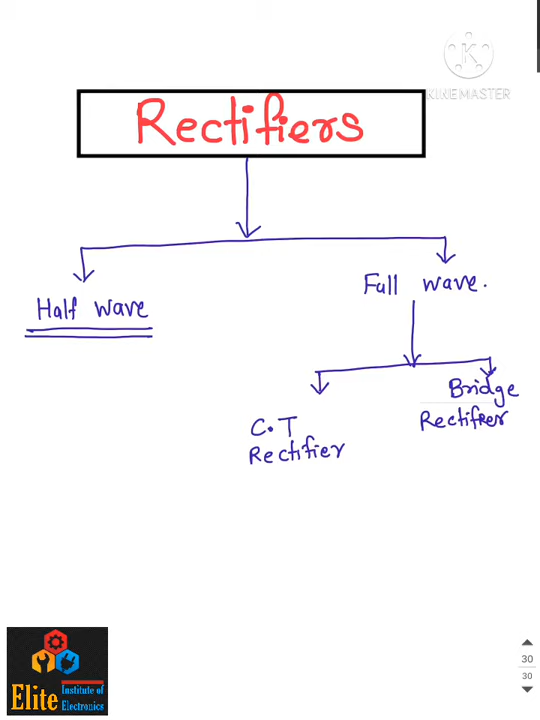 KINEMASTER
Rectifiers
Half wave
Full wave.
C.T
Rectifier
Bridge
Rectifier
Elite Institute of
Electronics
30
30